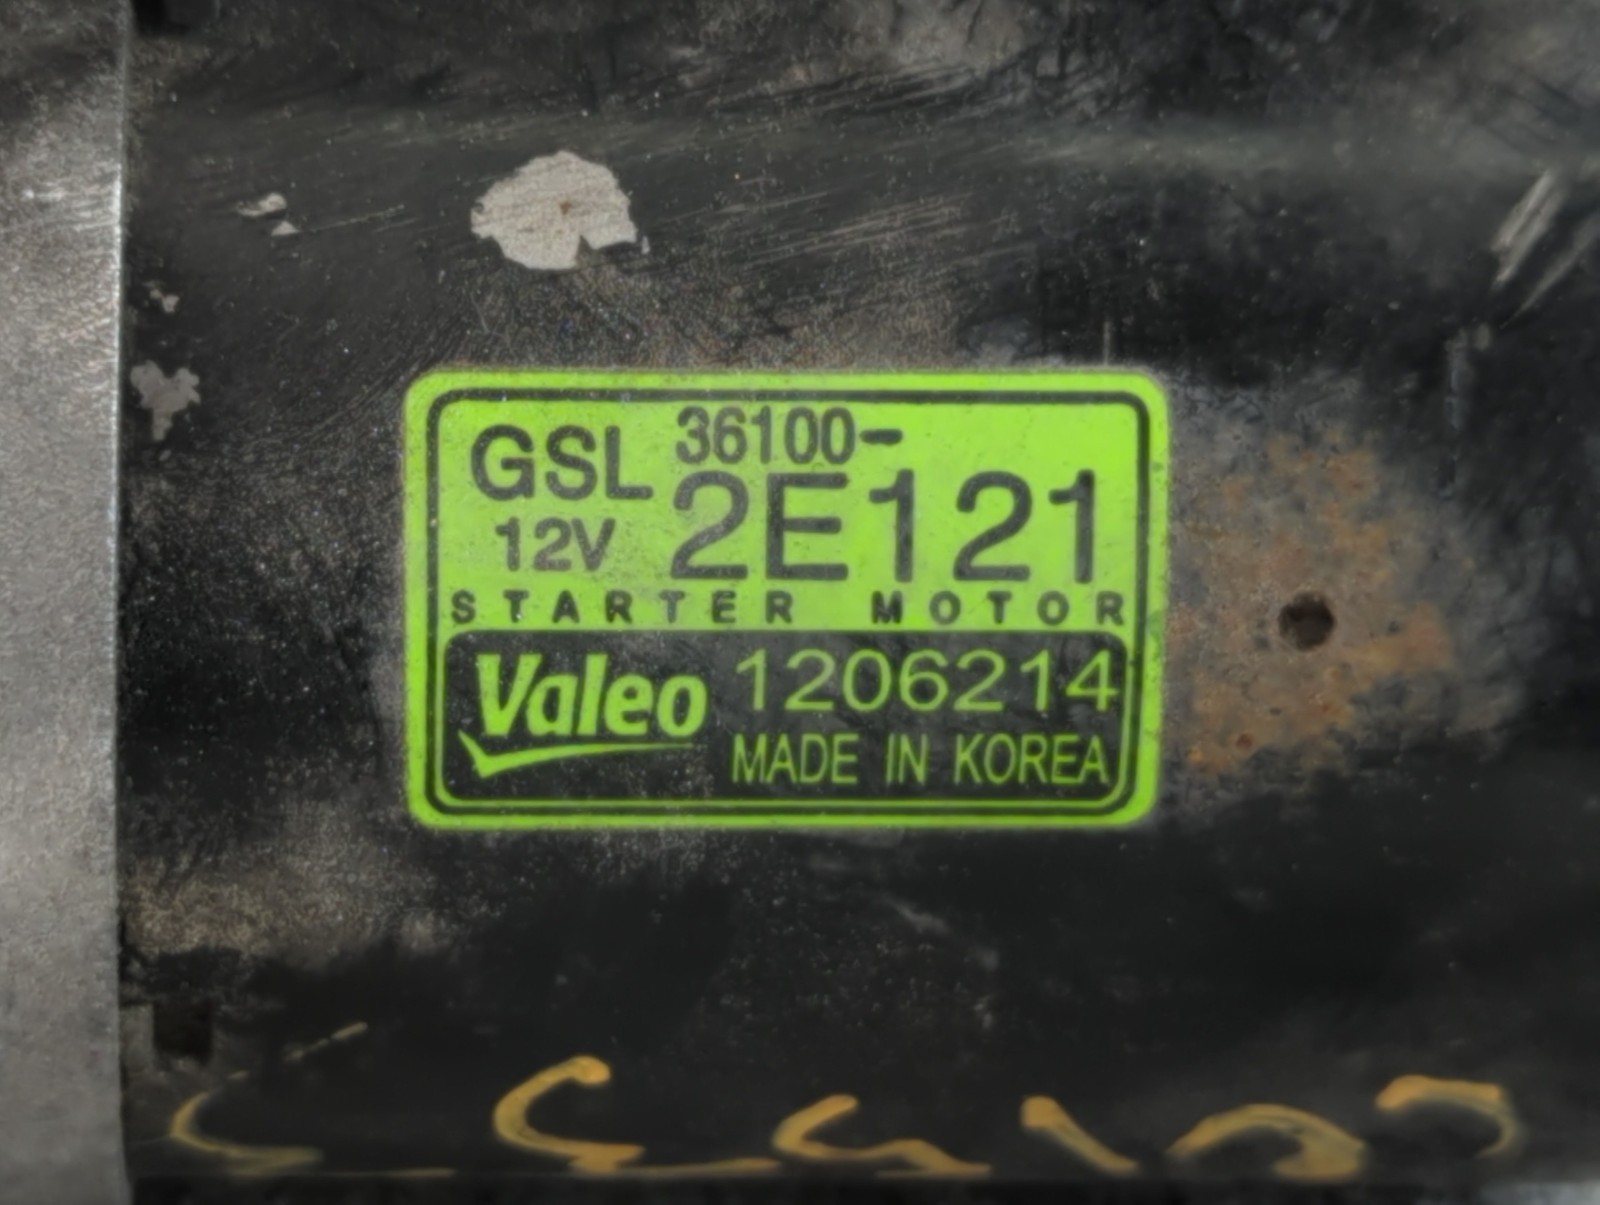 GSL 36100-
12V 2E121
STARTER MOTOR
Valeo 1206214
MADE IN KOREA